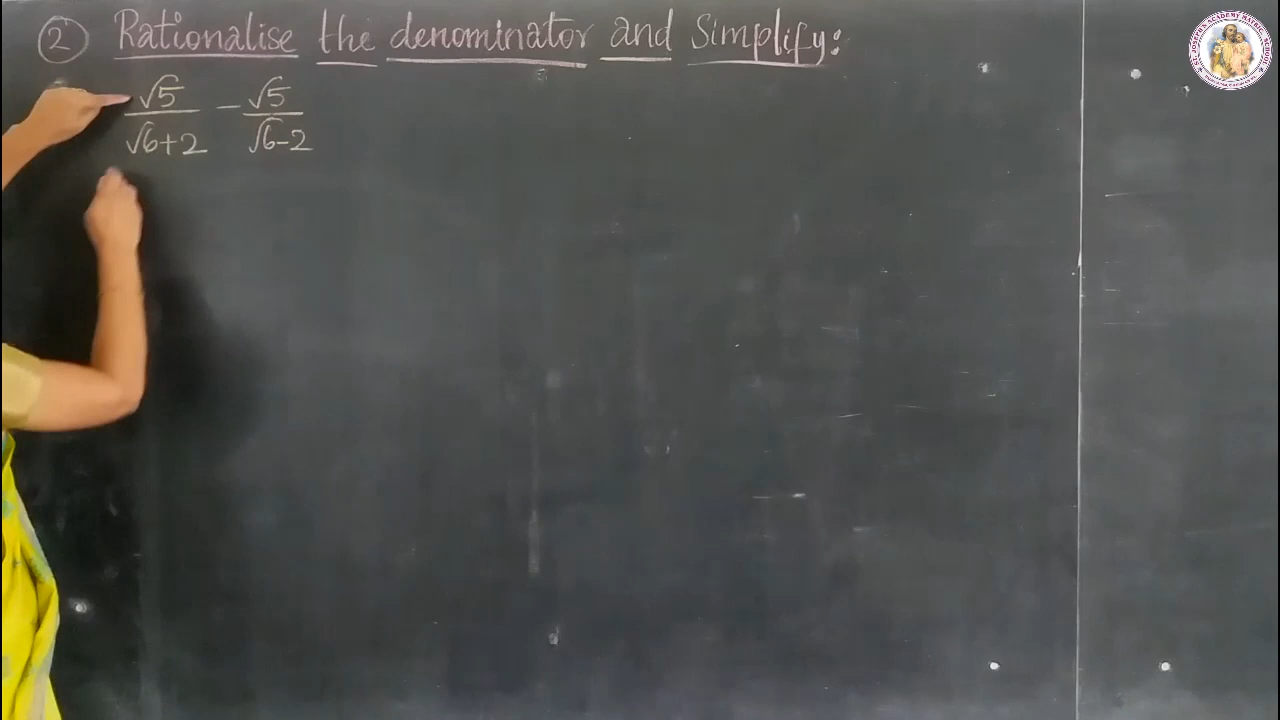 ② Rationalise the denominator and Simplify:
√5 - √5
√6+2 √6-2